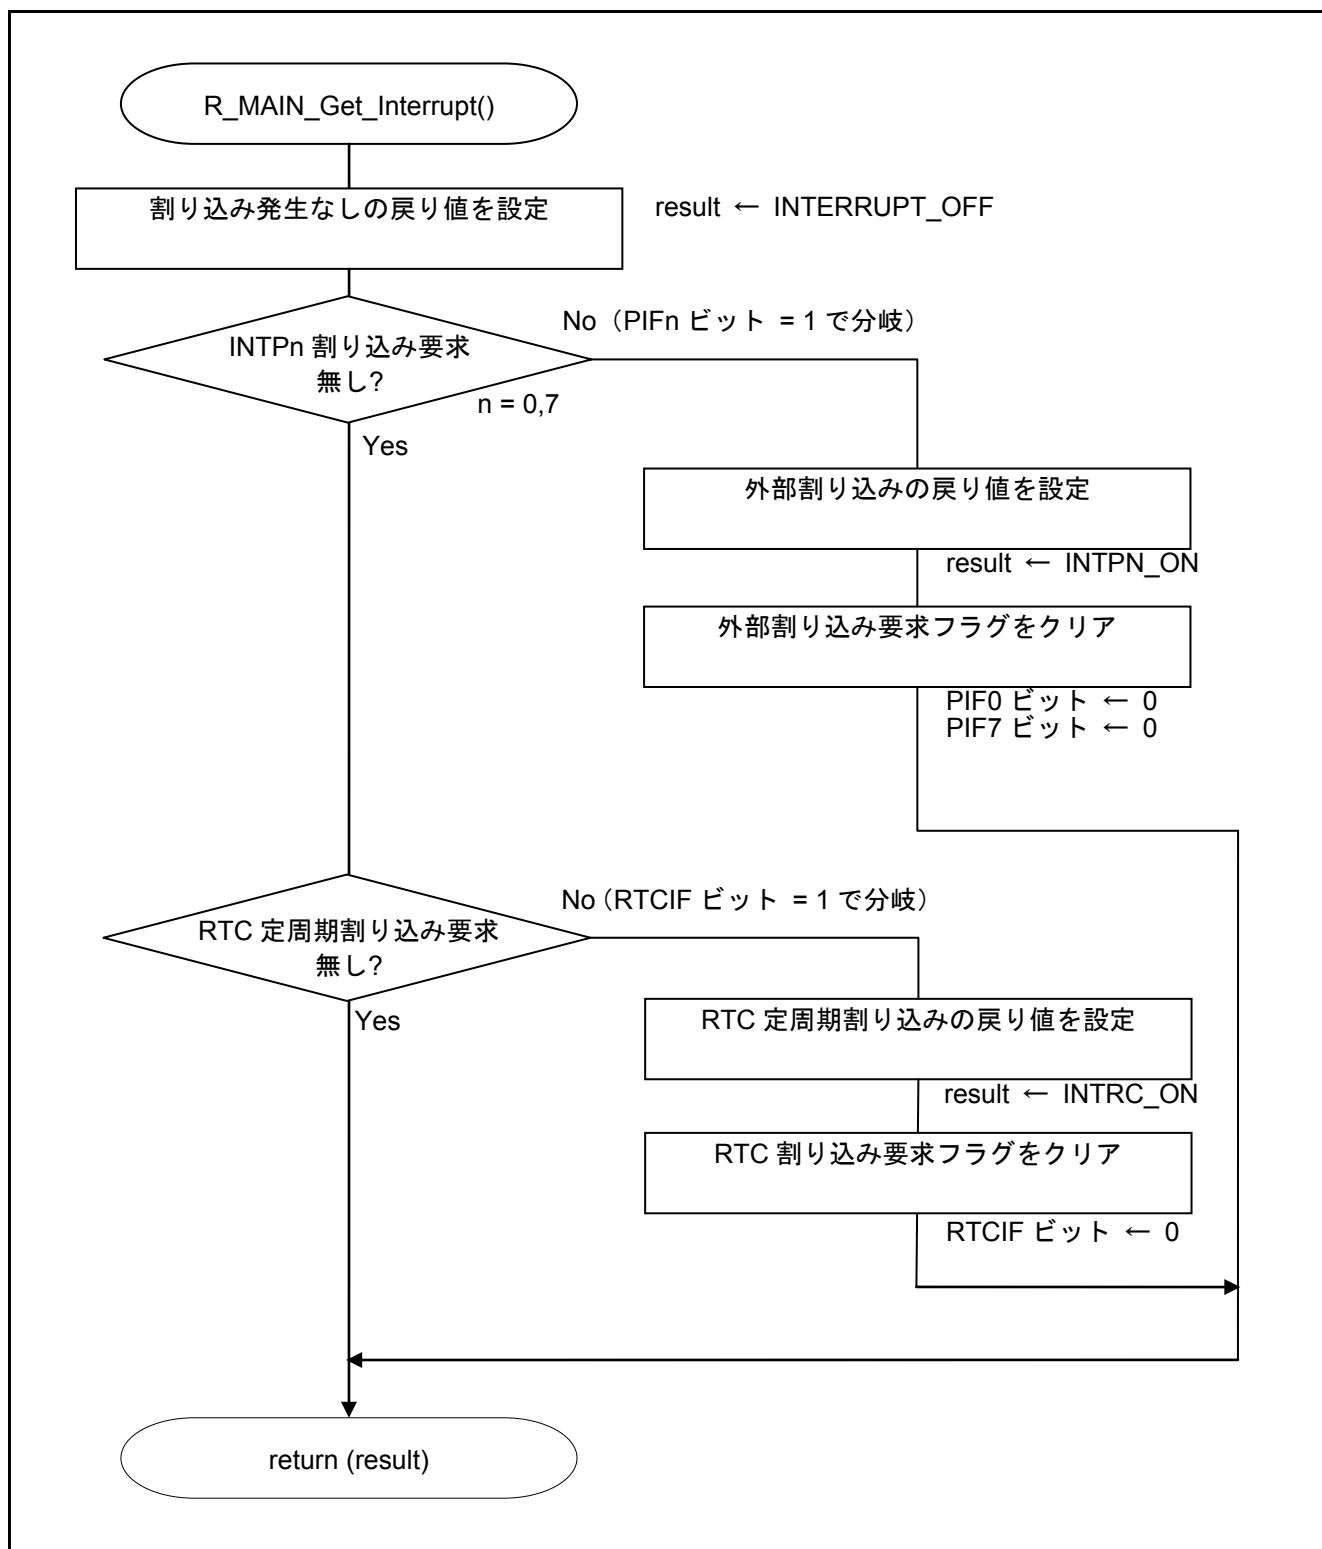 R_MAIN_Get_Interrupt()
割り込み発生なしの戻り値を設定
result ← INTERRUPT_OFF
No（PIFn ビット = 1 で分岐）
INTPn 割り込み要求
無し?
n = 0,7
Yes
外部割り込みの戻り値を設定
result ← INTPN_ON
外部割り込み要求フラグをクリア
PIF0 ビット ← 0
PIF7 ビット ← 0
No（RTCIF ビット = 1 で分岐）
RTC 定周期割り込み要求
無し?
Yes
RTC 定周期割り込みの戻り値を設定
result ← INTRC_ON
RTC 割り込み要求フラグをクリア
RTCIF ビット ← 0
return (result)